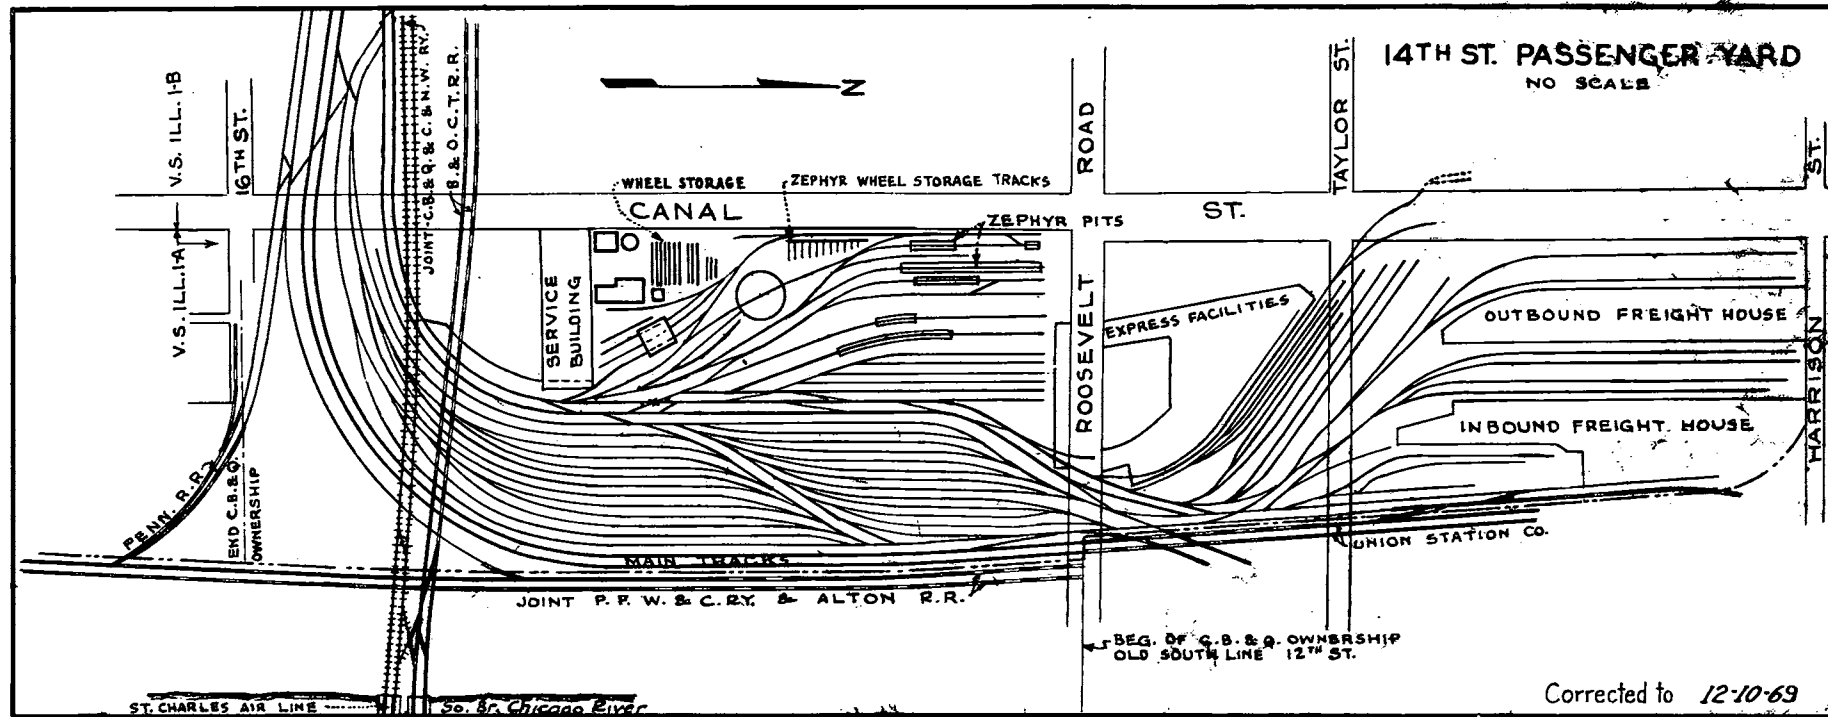 14TH ST. PASSENGER YARD
NO SCALE
N
V.S. ILL. 1-B
V.S. ILL. 1-A
16TH ST.
JOINT-C.B.& Q. & C. & N.W. RY.
B. & O. C. T. R. R.
WHEEL STORAGE
ZEPHYR WHEEL STORAGE TRACKS
CANAL ST.
ZEPHYR PITS
ROOSEVELT ROAD
TAYLOR ST.
HARRISON ST.
SERVICE
BUILDING
EXPRESS FACILITIES
OUTBOUND FREIGHT HOUSE
INBOUND FREIGHT. HOUSE
PENN. R.R.
END C.B.& Q.
OWNERSHIP
MAIN TRACKS
UNION STATION CO.
JOINT P. F. W. & C. RY. & ALTON R.R.
BEG. OF C.B. & Q. OWNERSHIP
OLD SOUTH LINE 12TH ST.
ST. CHARLES AIR LINE
So. Br. Chicago River
Corrected to 12-10-69